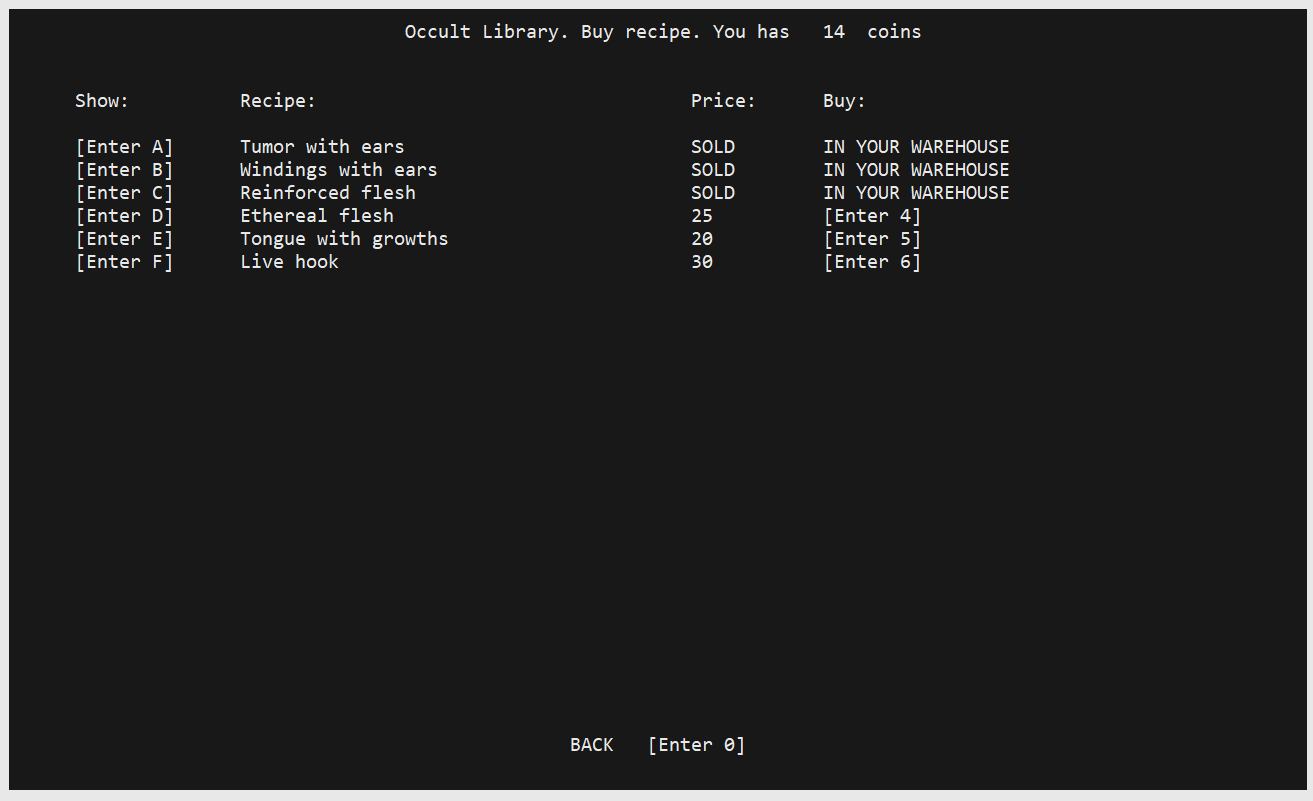 Occult Library. Buy recipe. You has 14 coins
Show: Recipe: Price: Buy:
[Enter A] Tumor with ears SOLD IN YOUR WAREHOUSE
[Enter B] Windings with ears SOLD IN YOUR WAREHOUSE
[Enter C] Reinforced flesh SOLD IN YOUR WAREHOUSE
[Enter D] Ethereal flesh 25 [Enter 4]
[Enter E] Tongue with growths 20 [Enter 5]
[Enter F] Live hook 30 [Enter 6]
BACK [Enter 0]